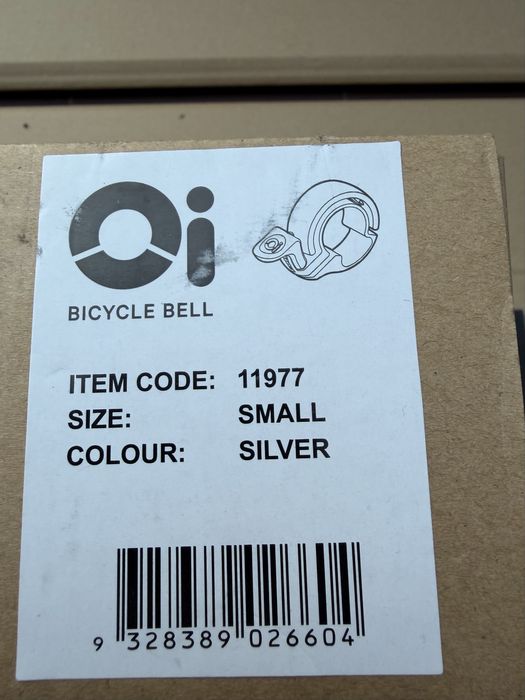 Oi
BICYCLE BELL
ITEM CODE: 11977
SIZE: SMALL
COLOUR: SILVER
9 328389 026604